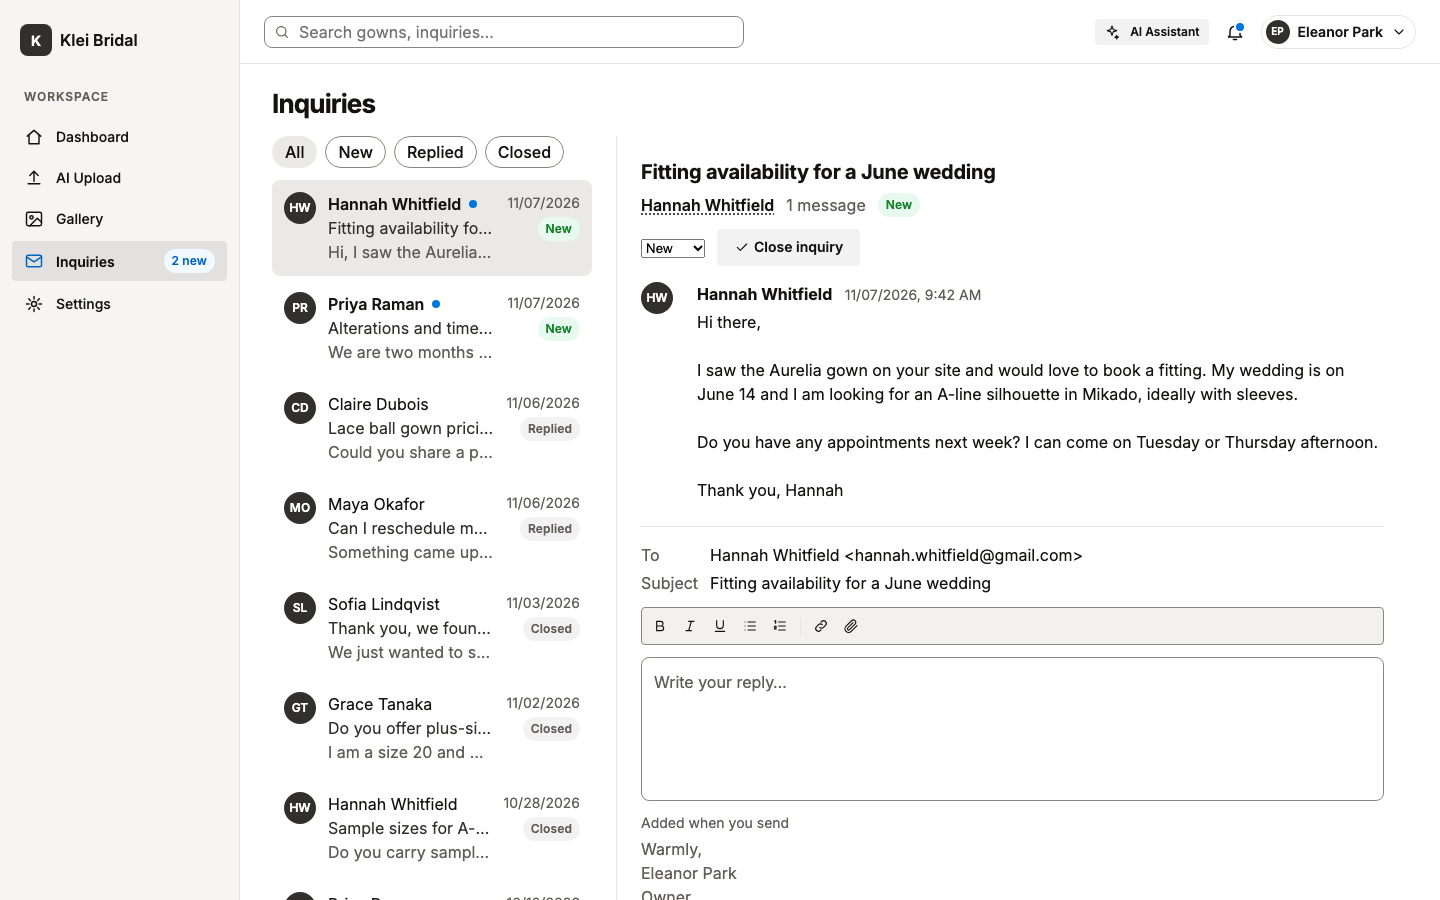 K Klei Bridal
Search gowns, inquiries...
AI Assistant
EP Eleanor Park
WORKSPACE
Dashboard
AI Upload
Gallery
Inquiries 2 new
Settings
Inquiries
All New Replied Closed
HW Hannah Whitfield 11/07/2026
Fitting availability fo... New
Hi, I saw the Aurelia...
PR Priya Raman 11/07/2026
Alterations and time... New
We are two months ...
CD Claire Dubois 11/06/2026
Lace ball gown prici... Replied
Could you share a p...
MO Maya Okafor 11/06/2026
Can I reschedule m... Replied
Something came up...
SL Sofia Lindqvist 11/03/2026
Thank you, we foun... Closed
We just wanted to s...
GT Grace Tanaka 11/02/2026
Do you offer plus-si... Closed
I am a size 20 and ...
HW Hannah Whitfield 10/28/2026
Sample sizes for A-... Closed
Do you carry sampl...
Fitting availability for a June wedding
Hannah Whitfield 1 message New
New Close inquiry
HW Hannah Whitfield 11/07/2026, 9:42 AM
Hi there,
I saw the Aurelia gown on your site and would love to book a fitting. My wedding is on
June 14 and I am looking for an A-line silhouette in Mikado, ideally with sleeves.
Do you have any appointments next week? I can come on Tuesday or Thursday afternoon.
Thank you, Hannah
To Hannah Whitfield <hannah.whitfield@gmail.com>
Subject Fitting availability for a June wedding
B I U
Write your reply...
Added when you send
Warmly,
Eleanor Park
Owner